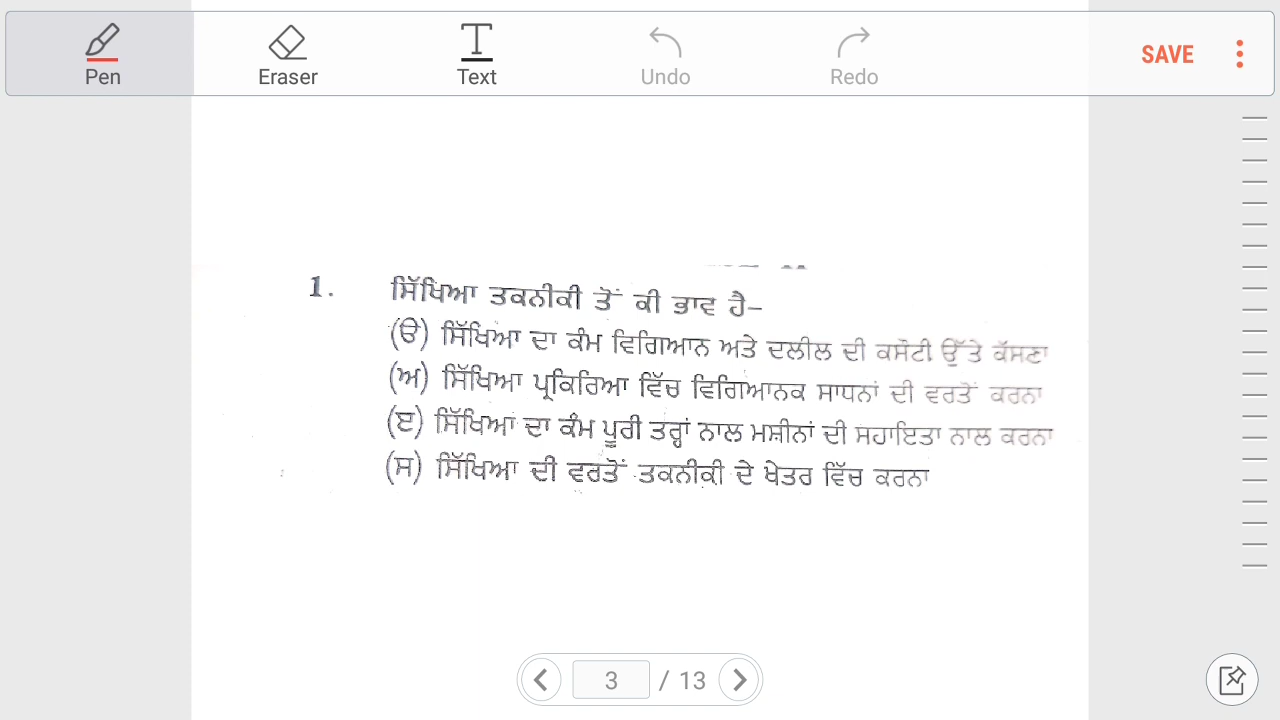 Pen
Eraser
Text
Undo
Redo
SAVE
1. ਸਿੱਖਿਆ ਤਕਨੀਕੀ ਤੋਂ ਕੀ ਭਾਵ ਹੈ–
(ੳ) ਸਿੱਖਿਆ ਦਾ ਕੰਮ ਵਿਗਿਆਨ ਅਤੇ ਦਲੀਲ ਦੀ ਕਸੌਟੀ ਉੱਤੇ ਕੱਸਣਾ
(ਅ) ਸਿੱਖਿਆ ਪ੍ਰਕਿਰਿਆ ਵਿੱਚ ਵਿਗਿਆਨਕ ਸਾਧਨਾਂ ਦੀ ਵਰਤੋਂ ਕਰਨਾ
(ੲ) ਸਿੱਖਿਆ ਦਾ ਕੰਮ ਪੂਰੀ ਤਰ੍ਹਾਂ ਨਾਲ ਮਸ਼ੀਨਾਂ ਦੀ ਸਹਾਇਤਾ ਨਾਲ ਕਰਨਾ
(ਸ) ਸਿੱਖਿਆ ਦੀ ਵਰਤੋਂ ਤਕਨੀਕੀ ਦੇ ਖੇਤਰ ਵਿੱਚ ਕਰਨਾ
3 / 13